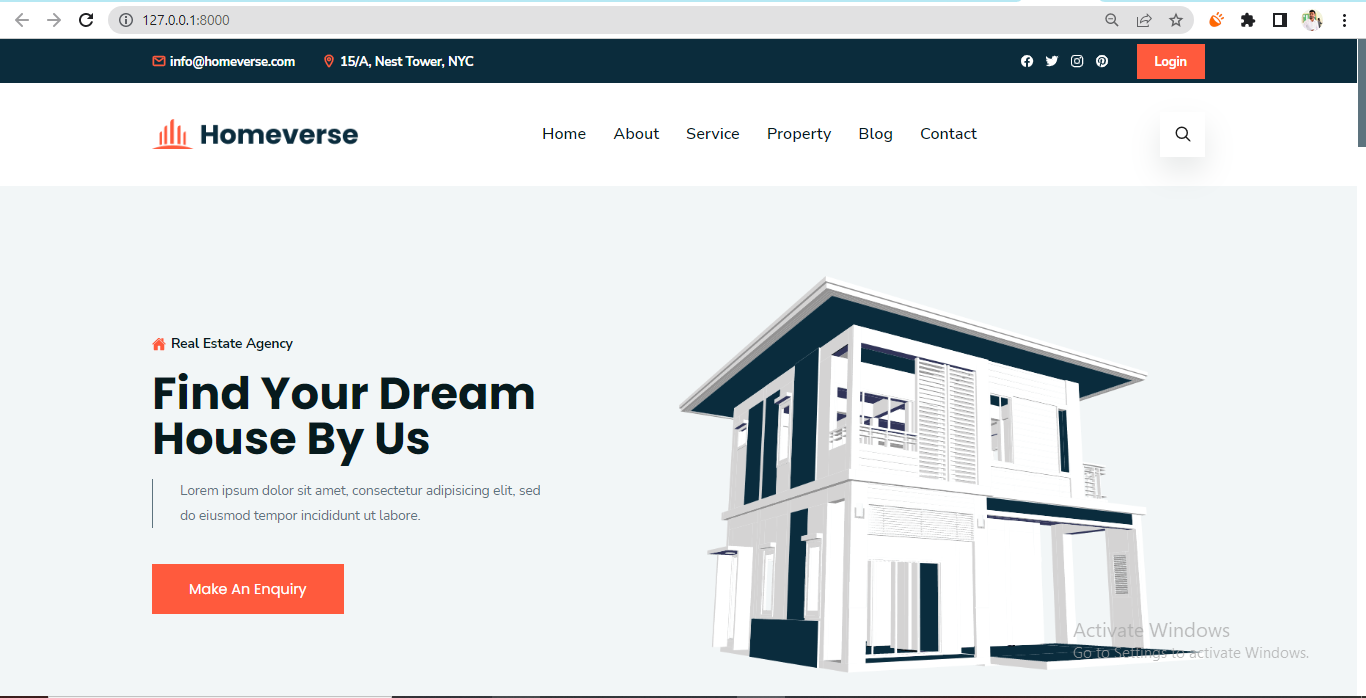 127.0.0.1:8000
info@homeverse.com
15/A, Nest Tower, NYC
Login
Homeverse
Home
About
Service
Property
Blog
Contact
Real Estate Agency
Find Your Dream
House By Us
Lorem ipsum dolor sit amet, consectetur adipisicing elit, sed
do eiusmod tempor incididunt ut labore.
Make An Enquiry
Activate Windows
Go to Settings to activate Windows.